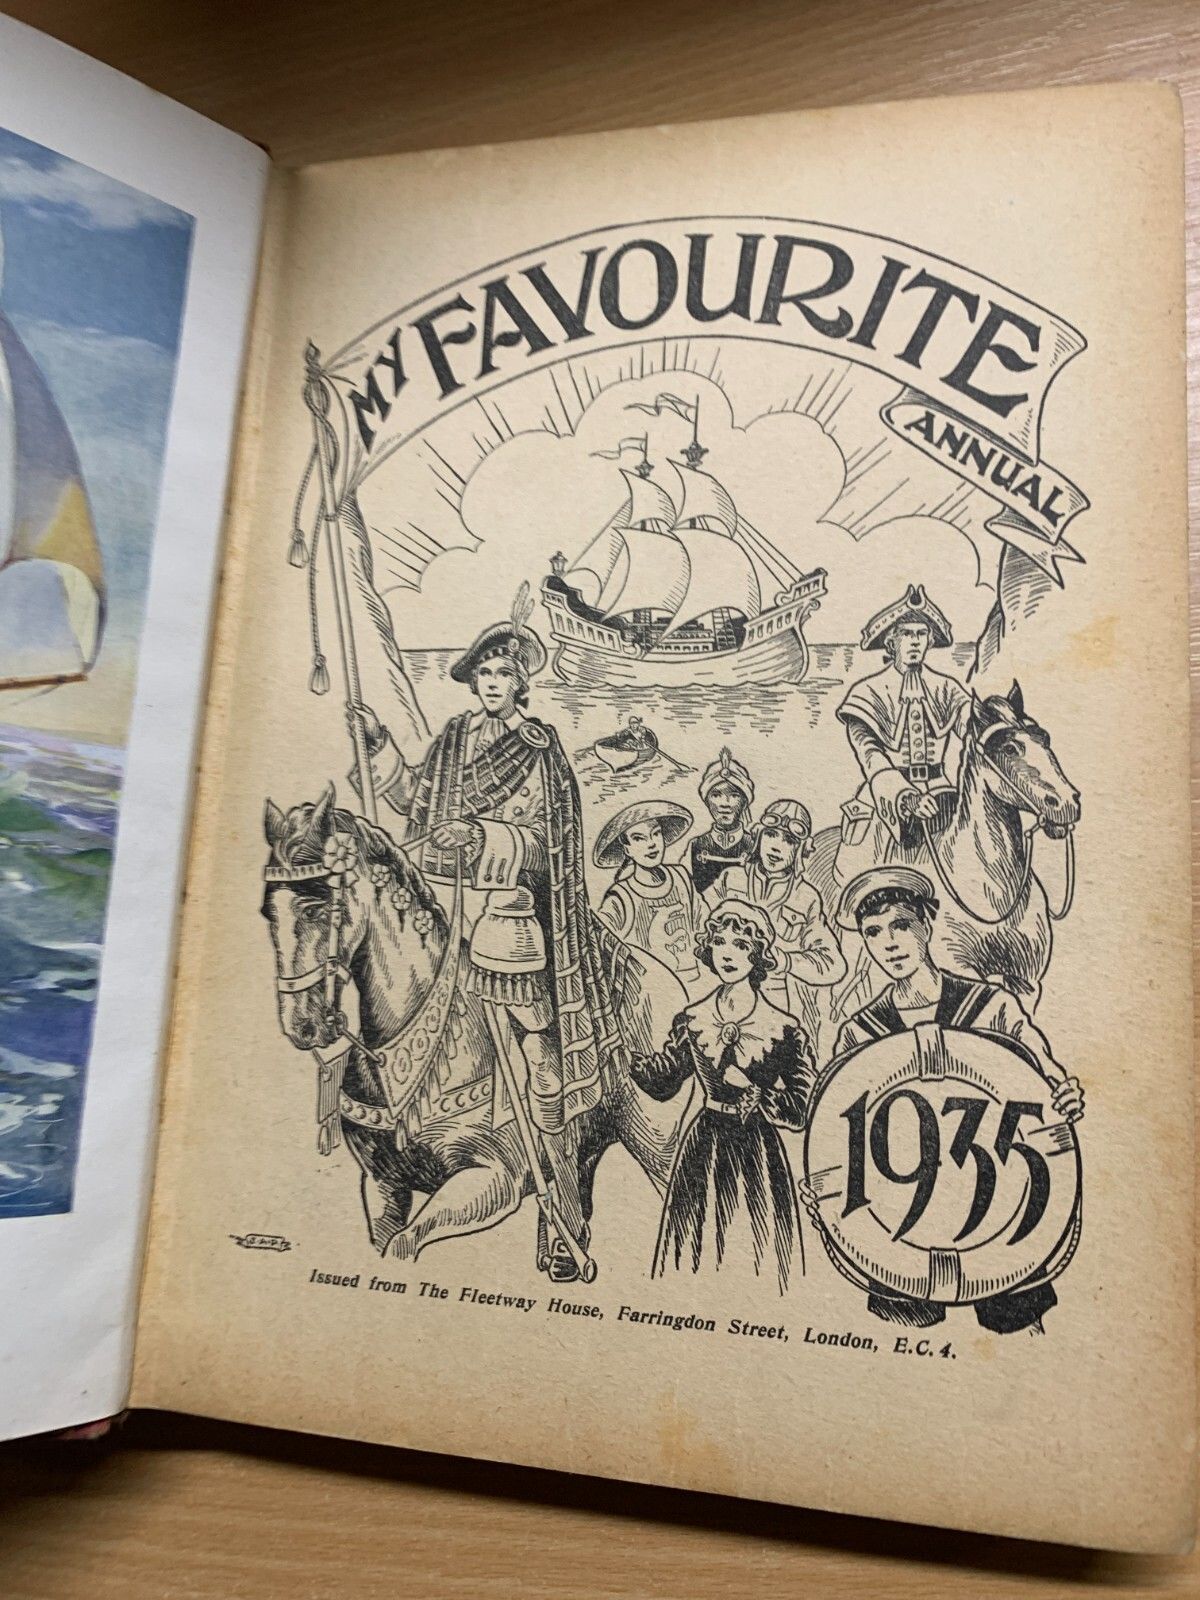 MY FAVOURITE
ANNUAL
1935
Issued from The Fleetway House, Farringdon Street, London, E.C.4.